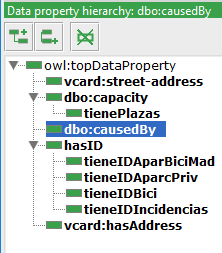 Data property hierarchy: dbo:causedBy
owl:topDataProperty
vcard:street-address
dbo:capacity
tienePlazas
dbo:causedBy
hasID
tieneIDAparBiciMad
tieneIDAparcPriv
tieneIDBici
tieneIDIncidencias
vcard:hasAddress